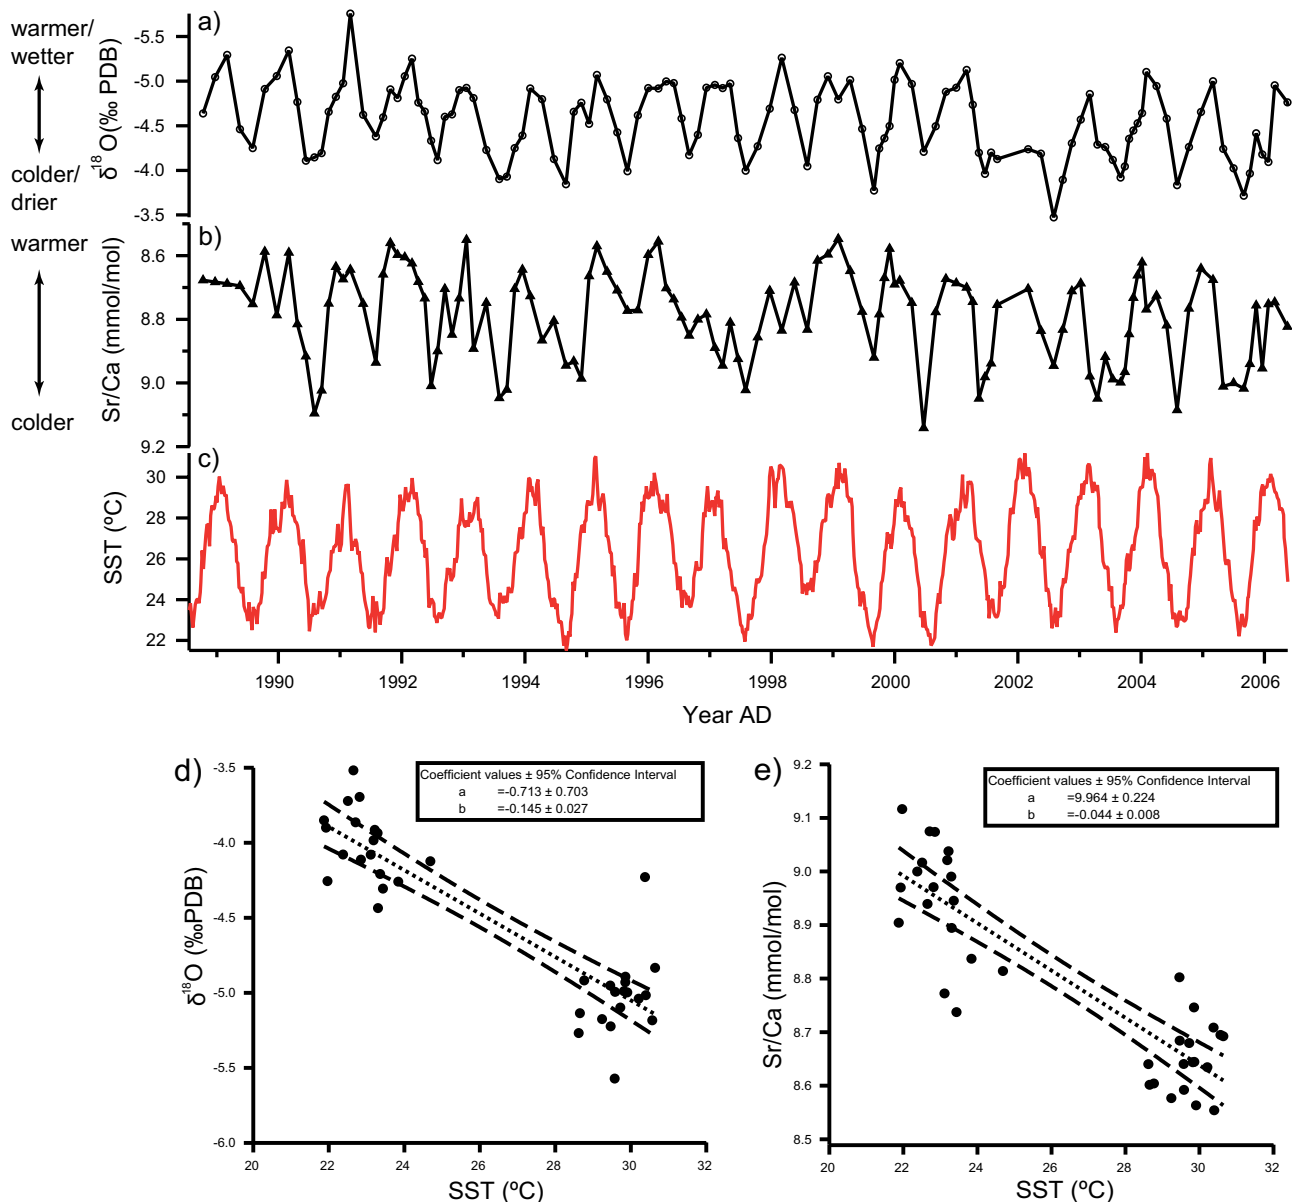 warmer/
wetter
colder/
drier
a)
δ18O(‰ PDB)
-5.5
-5.0
-4.5
-4.0
-3.5
warmer
colder
b)
Sr/Ca (mmol/mol)
8.6
8.8
9.0
9.2
c)
SST (ºC)
30
28
26
24
22
1990 1992 1994 1996 1998 2000 2002 2004 2006
Year AD
d)
δ18O (‰PDB)
-3.5
-4.0
-4.5
-5.0
-5.5
-6.0
Coefficient values ± 95% Confidence Interval
a =-0.713 ± 0.703
b =-0.145 ± 0.027
20 22 24 26 28 30 32
SST (ºC)
e)
Sr/Ca (mmol/mol)
9.2
9.1
9.0
8.9
8.8
8.7
8.6
8.5
Coefficient values ± 95% Confidence Interval
a =9.964 ± 0.224
b =-0.044 ± 0.008
20 22 24 26 28 30 32
SST (ºC)